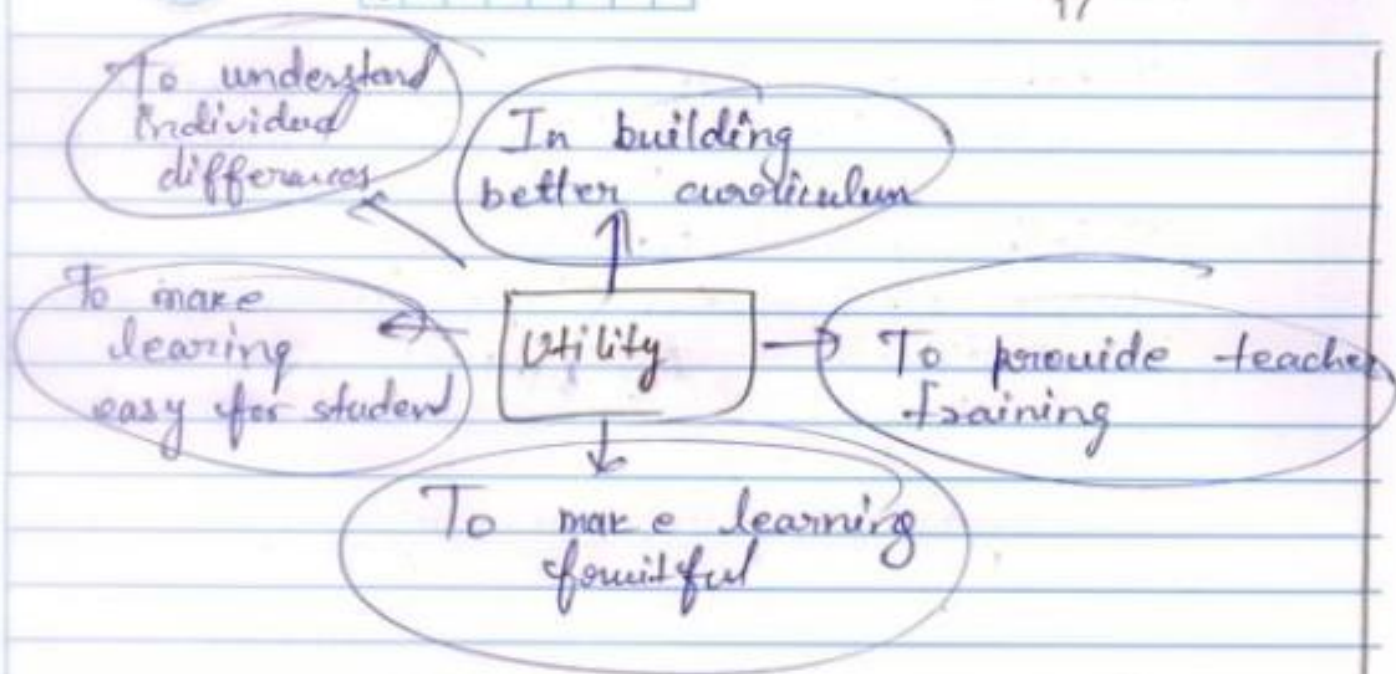 17
To understand
individual
differences
In building
better curriculum
To make
learing
easy for student
Utility
To provide teacher
training
To make learning
fruitful